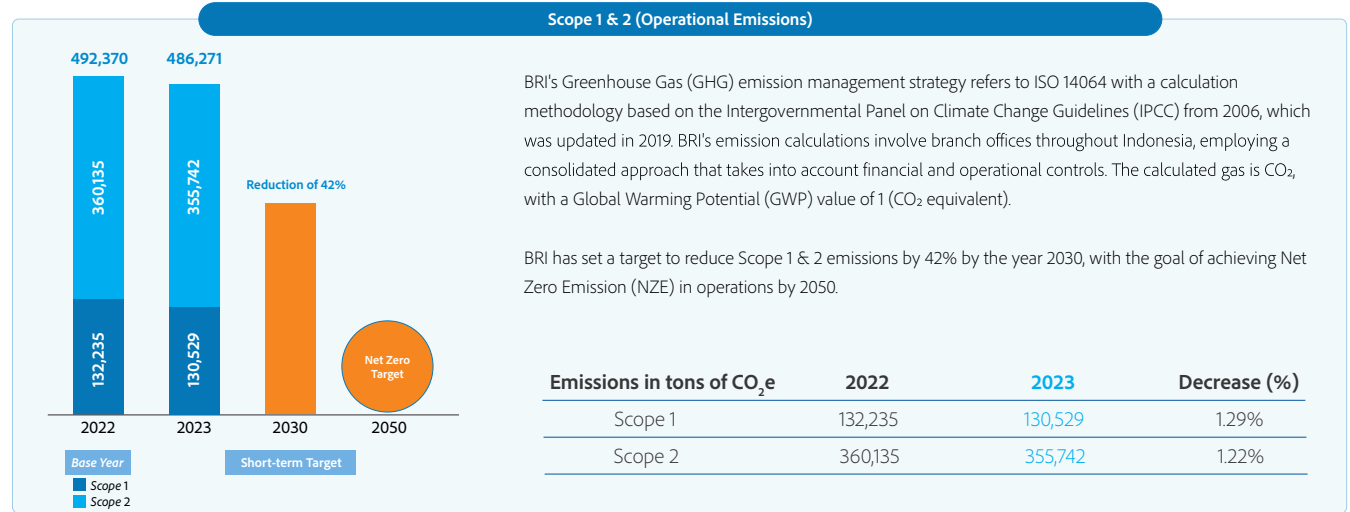 Scope 1 & 2 (Operational Emissions)
492,370
486,271
360,135
355,742
Reduction of 42%
132,235
130,529
Net Zero
Target
2022
2023
2030
2050
Base Year
Short-term Target
Scope 1
Scope 2
BRI's Greenhouse Gas (GHG) emission management strategy refers to ISO 14064 with a calculation
methodology based on the Intergovernmental Panel on Climate Change Guidelines (IPCC) from 2006, which
was updated in 2019. BRI's emission calculations involve branch offices throughout Indonesia, employing a
consolidated approach that takes into account financial and operational controls. The calculated gas is CO₂,
with a Global Warming Potential (GWP) value of 1 (CO₂ equivalent).
BRI has set a target to reduce Scope 1 & 2 emissions by 42% by the year 2030, with the goal of achieving Net
Zero Emission (NZE) in operations by 2050.
Emissions in tons of CO₂e 2022 2023 Decrease (%)
Scope 1 132,235 130,529 1.29%
Scope 2 360,135 355,742 1.22%